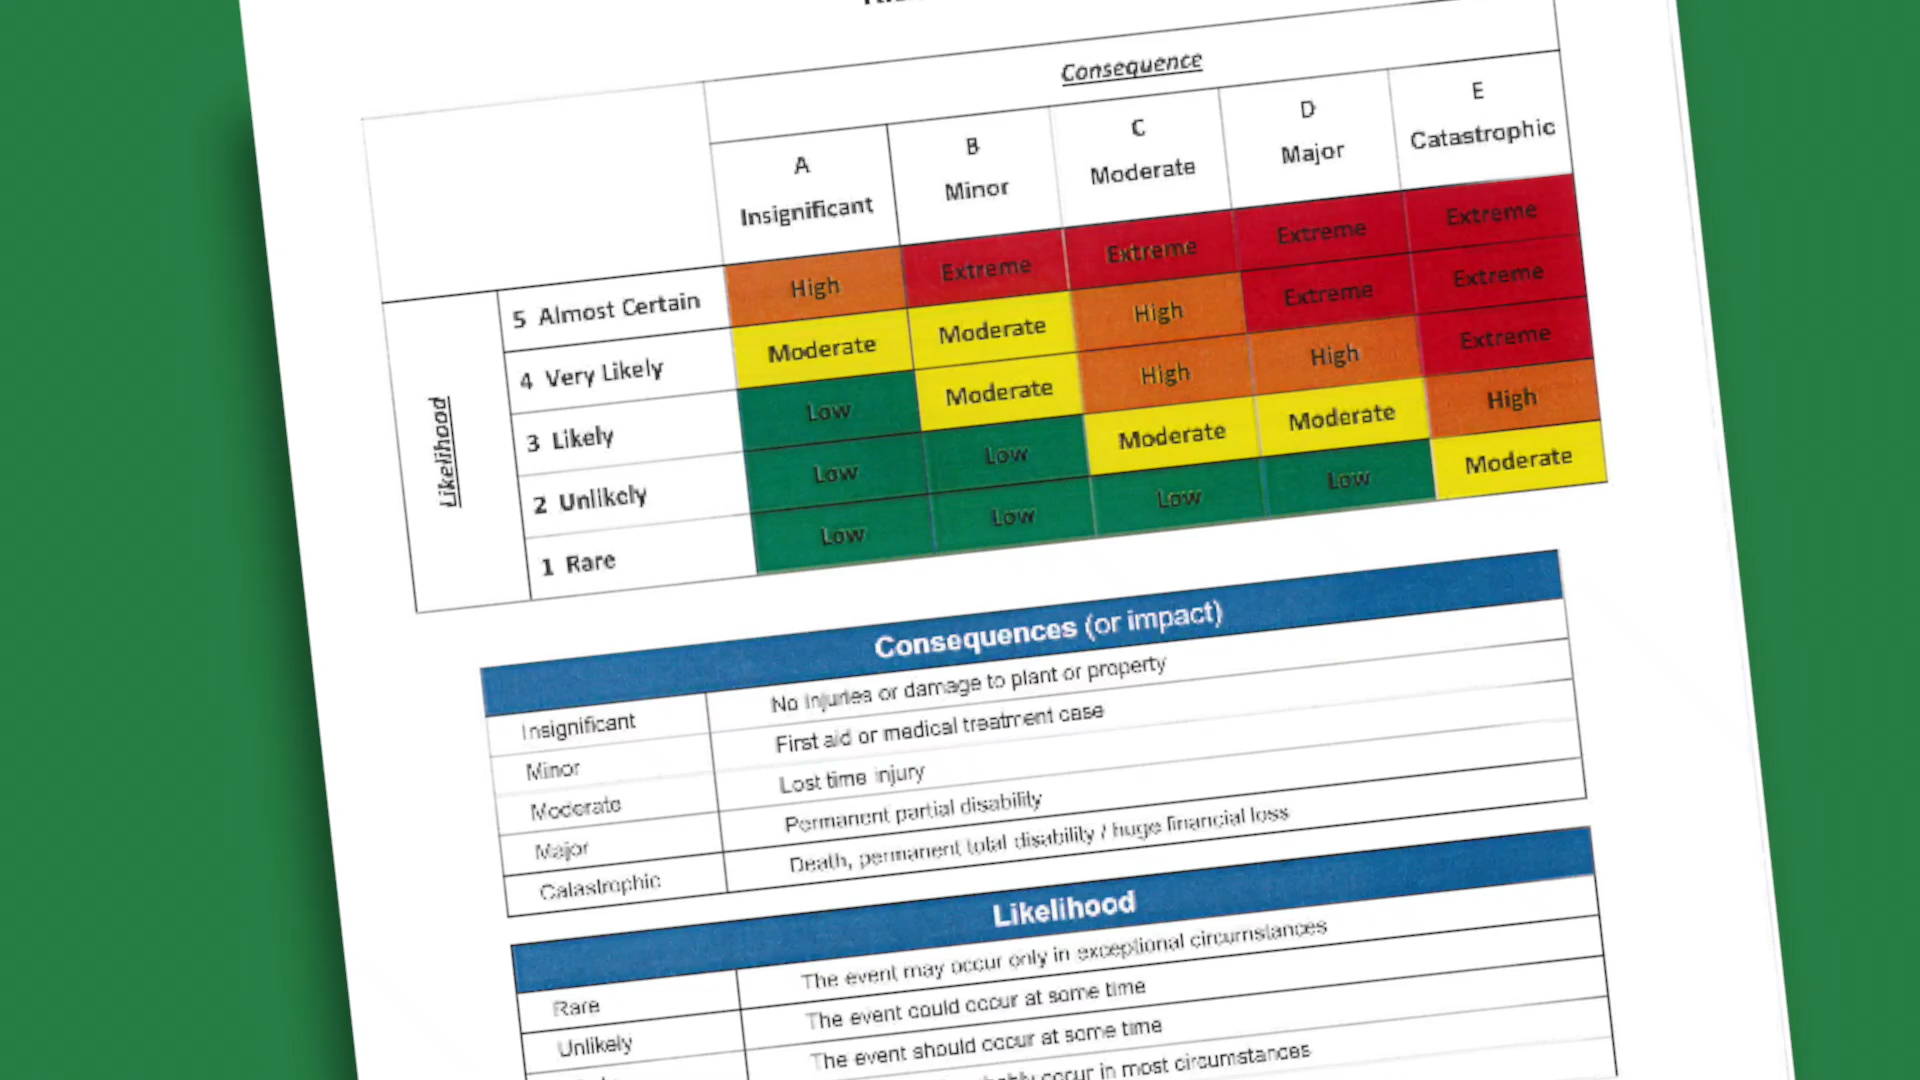 Consequence
A
Insignificant
B
Minor
C
Moderate
D
Major
E
Catastrophic
Likelihood
5 Almost Certain High Extreme Extreme Extreme Extreme
4 Very Likely Moderate Moderate High Extreme Extreme
3 Likely Low Moderate High High Extreme
2 Unlikely Low Low Moderate Moderate High
1 Rare Low Low Low Low Moderate
Consequences (or impact)
Insignificant No injuries or damage to plant or property
Minor First aid or medical treatment case
Moderate Lost time injury
Major Permanent partial disability
Catastrophic Death, permanent total disability / huge financial loss
Likelihood
Rare The event may occur only in exceptional circumstances
Unlikely The event could occur at some time
The event should occur at some time
occur in most circumstances